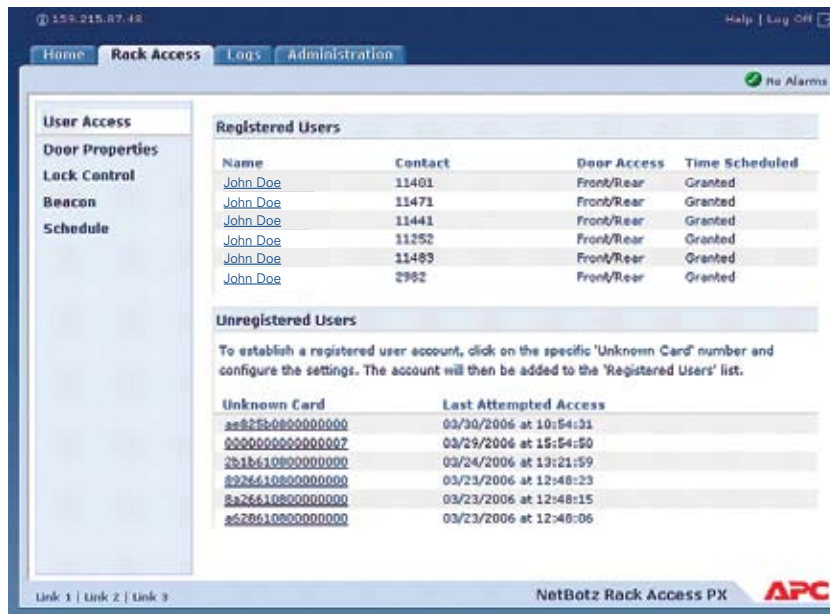 159.215.87.48
Help | Log Off
Home Rack Access Logs Administration
No Alarms
User Access
Door Properties
Lock Control
Beacon
Schedule
Registered Users
Name Contact Door Access Time Scheduled
John Doe 11401 Front/Rear Granted
John Doe 11471 Front/Rear Granted
John Doe 11441 Front/Rear Granted
John Doe 11252 Front/Rear Granted
John Doe 11483 Front/Rear Granted
John Doe 2982 Front/Rear Granted
Unregistered Users
To establish a registered user account, click on the specific 'Unknown Card' number and
configure the settings. The account will then be added to the 'Registered Users' list.
Unknown Card Last Attempted Access
ae825b0800000000 03/30/2006 at 10:54:31
0000000000000007 03/29/2006 at 15:54:50
2b1b610800000000 03/24/2006 at 13:21:59
8926610800000000 03/23/2006 at 12:48:23
8a26610800000000 03/23/2006 at 12:48:15
a628610800000000 03/23/2006 at 12:48:06
Link 1 | Link 2 | Link 3
NetBotz Rack Access PX
APC